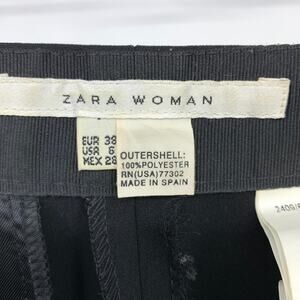 ZARA WOMAN
EUR 38
USA 6
MEX 28
OUTERSHELL:
100%POLYESTER
RN(USA)77302
MADE IN SPAIN